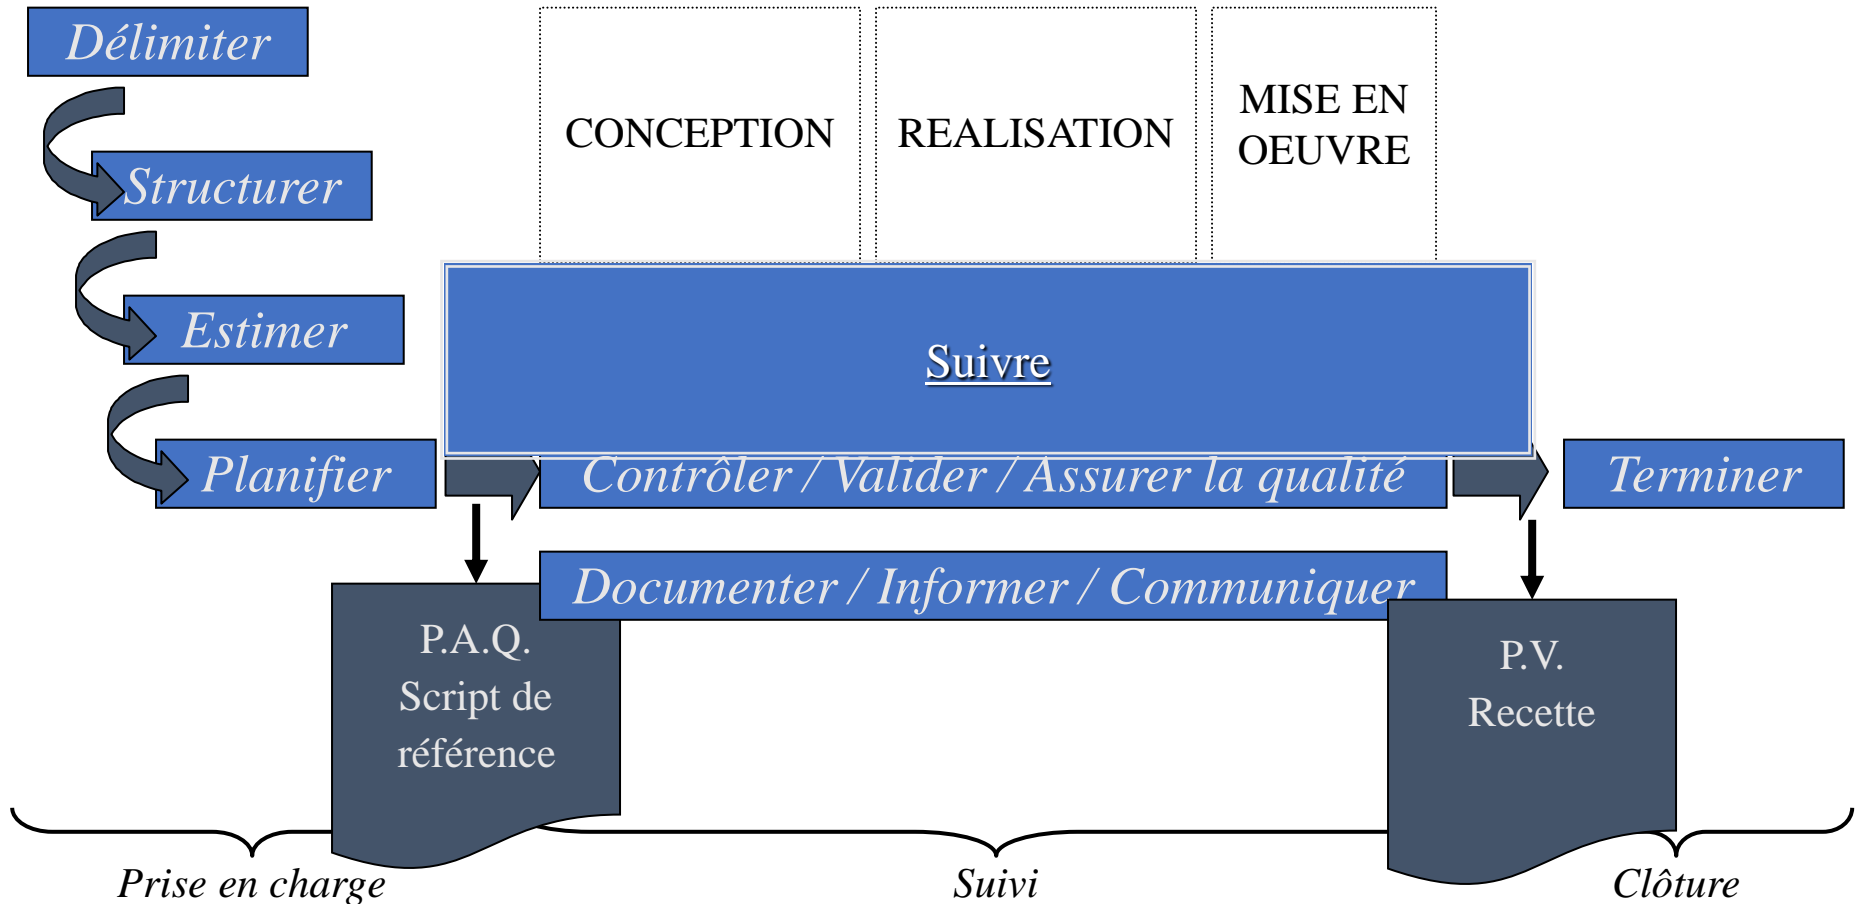 Délimiter
Structurer
Estimer
Planifier
CONCEPTION
REALISATION
MISE EN
OEUVRE
Suivre
Contrôler / Valider / Assurer la qualité
Terminer
Documenter / Informer / Communiquer
P.A.Q.
Script de
référence
P.V.
Recette
Prise en charge
Suivi
Clôture